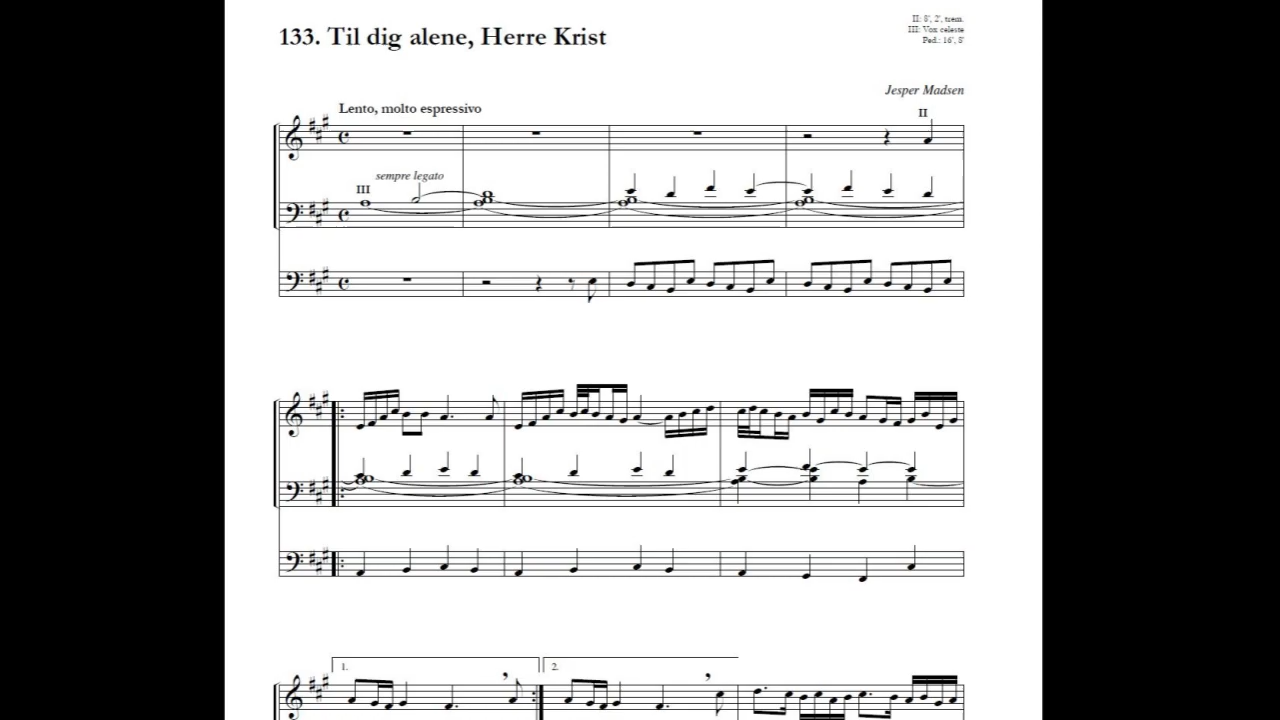 133. Til dig alene, Herre Krist
II: 8', 2', trem.
III: Vox celeste
Ped.: 16', 8'
Jesper Madsen
Lento, molto espressivo
II
sempre legato
III
1.
2.